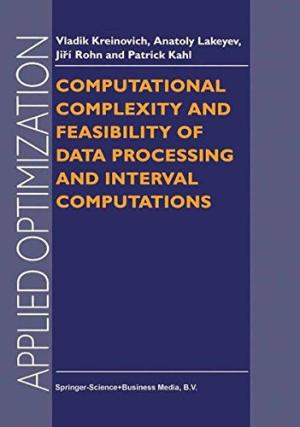 APPLIED OPTIMIZATION
Vladik Kreinovich, Anatoly Lakeyev,
Jiří Rohn and Patrick Kahl
COMPUTATIONAL
COMPLEXITY AND
FEASIBILITY OF
DATA PROCESSING
AND INTERVAL
COMPUTATIONS
Springer-Science+Business Media, B.V.